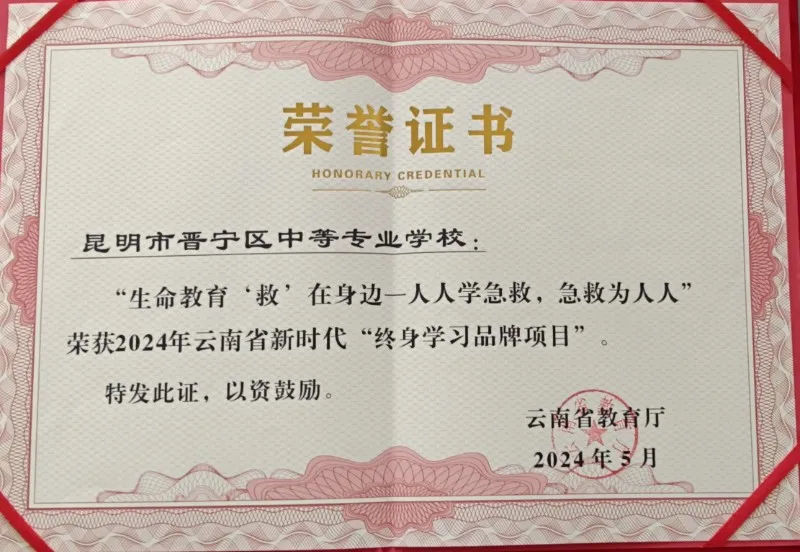 荣誉证书
HONORARY CREDENTIAL
昆明市晋宁区中等专业学校：
“生命教育‘救’在身边一人人学急救，急救为人人”
荣获2024年云南省新时代“终身学习品牌项目”。
特发此证，以资鼓励。
云南省教育厅
2024年5月